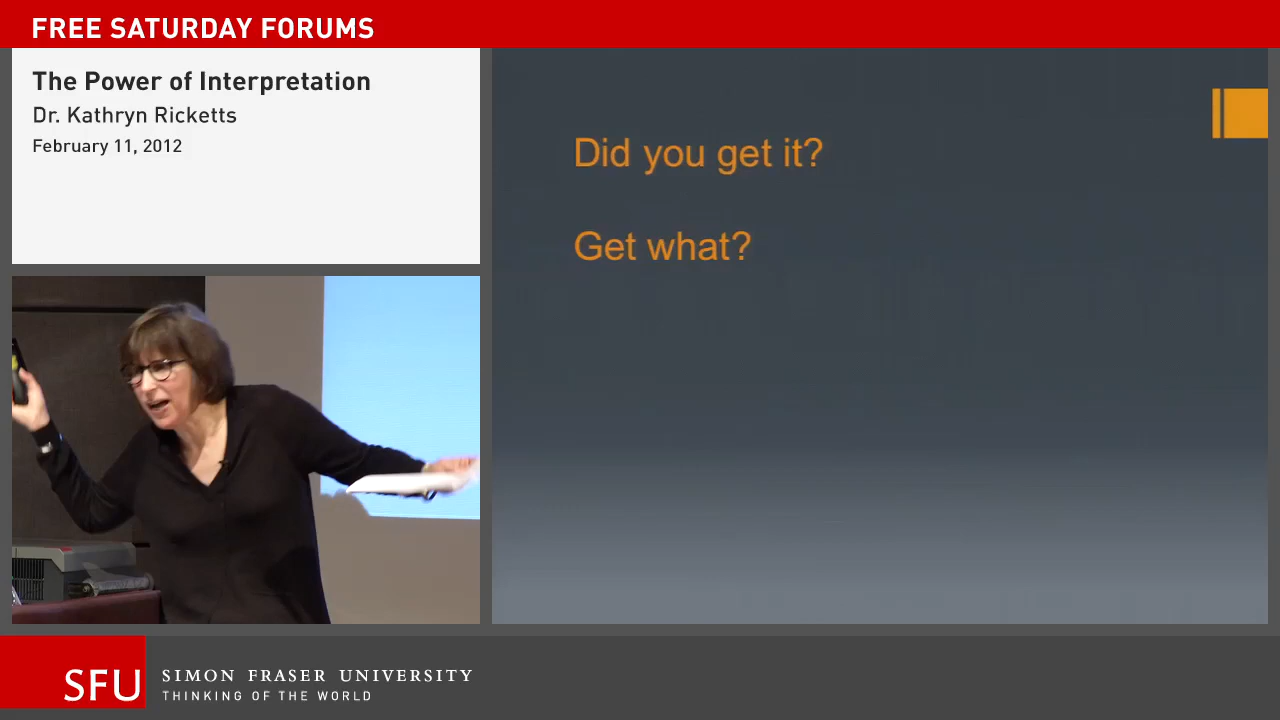 FREE SATURDAY FORUMS
The Power of Interpretation
Dr. Kathryn Ricketts
February 11, 2012
Did you get it?
Get what?
SFU
SIMON FRASER UNIVERSITY
THINKING OF THE WORLD